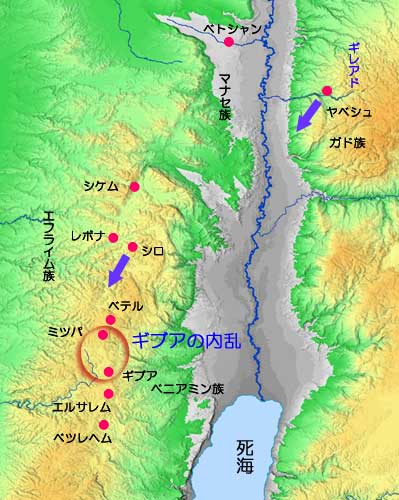 ベトシャン
ギレアド
マナセ族
ヤベシュ
ガド族
シケム
エフライム族
レボナ
シロ
ベテル
ミツパ
ギブアの内乱
ギブア
ベニアミン族
エルサレム
ベツレヘム
死海